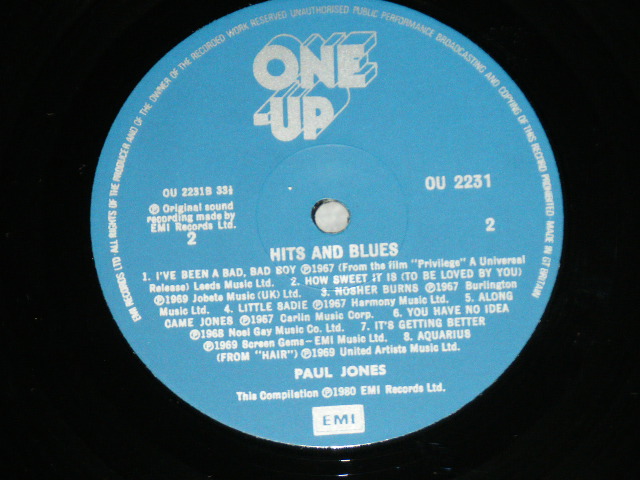 EMI RECORDS LTD ALL RIGHTS OF THE PRODUCER AND OF THE OWNER OF THE RECORDED WORK RESERVED UNAUTHORISED PUBLIC PERFORMANCE BROADCASTING AND COPYING OF THIS RECORD PROHIBITED MADE IN GT BRITAIN
ONE
-UP
OU 2231B 33⅓
OU 2231
℗ Original sound
recording made by
EMI Records Ltd.
2
2
HITS AND BLUES
1. I'VE BEEN A BAD, BAD BOY ℗1967 (From the film "Privilege" A Universal
Release) Leeds Music Ltd. 2. HOW SWEET IT IS (TO BE LOVED BY YOU)
℗1969 Jobete Music (UK) Ltd. 3. NOSHER BURNS ℗1967 Burlington
Music Ltd. 4. LITTLE SADIE ℗1967 Harmony Music Ltd. 5. ALONG
CAME JONES ℗1967 Carlin Music Corp. 6. YOU HAVE NO IDEA
℗1968 Noel Gay Music Co. Ltd. 7. IT'S GETTING BETTER
℗1969 Screen Gems-EMI Music Ltd. 8. AQUARIUS
(FROM "HAIR") ℗1969 United Artists Music Ltd.
PAUL JONES
This Compilation ℗1980 EMI Records Ltd.
EMI